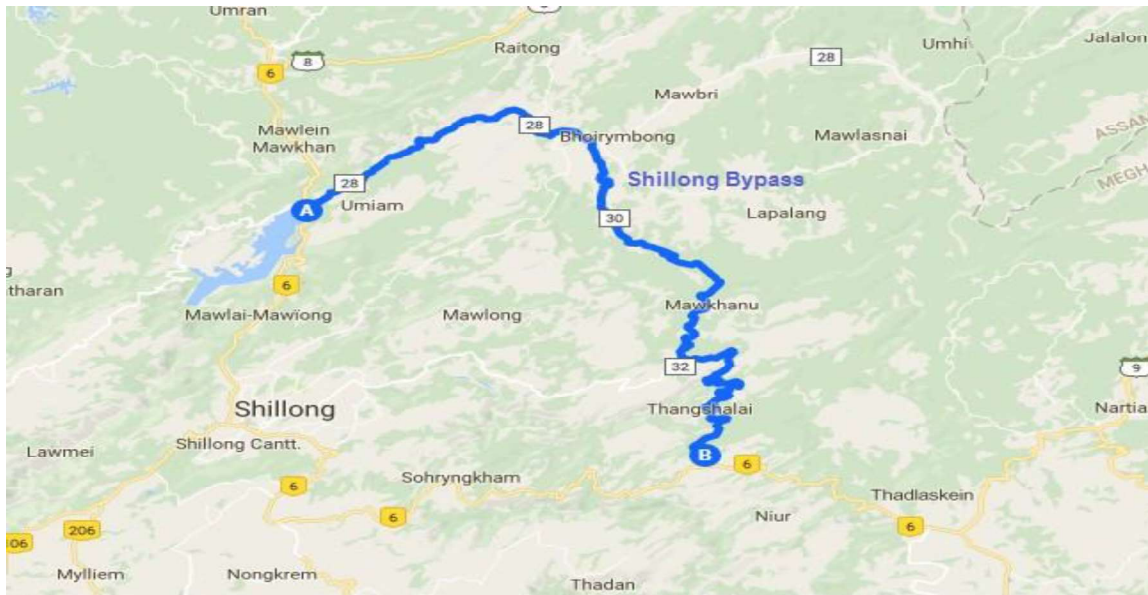 Umran
Raitong
Umhi
Jalalon
8
6
28
Mawbri
Mawlein
Mawkhan
28
Bhoirymbong
Mawlasnai
ASSAM
MEGH
28
Shillong Bypass
A
Umiam
30
Lapalang
tharan
6
Mawlai-Mawïong
Mawlong
Mawkhanu
32
9
Shillong
Thangshalai
Nartia
Shillong Cantt.
Lawmei
B
6
Sohryngkham
6
Thadlaskein
6
Niur
6
206
06
Mylliem
Nongkrem
Thadan